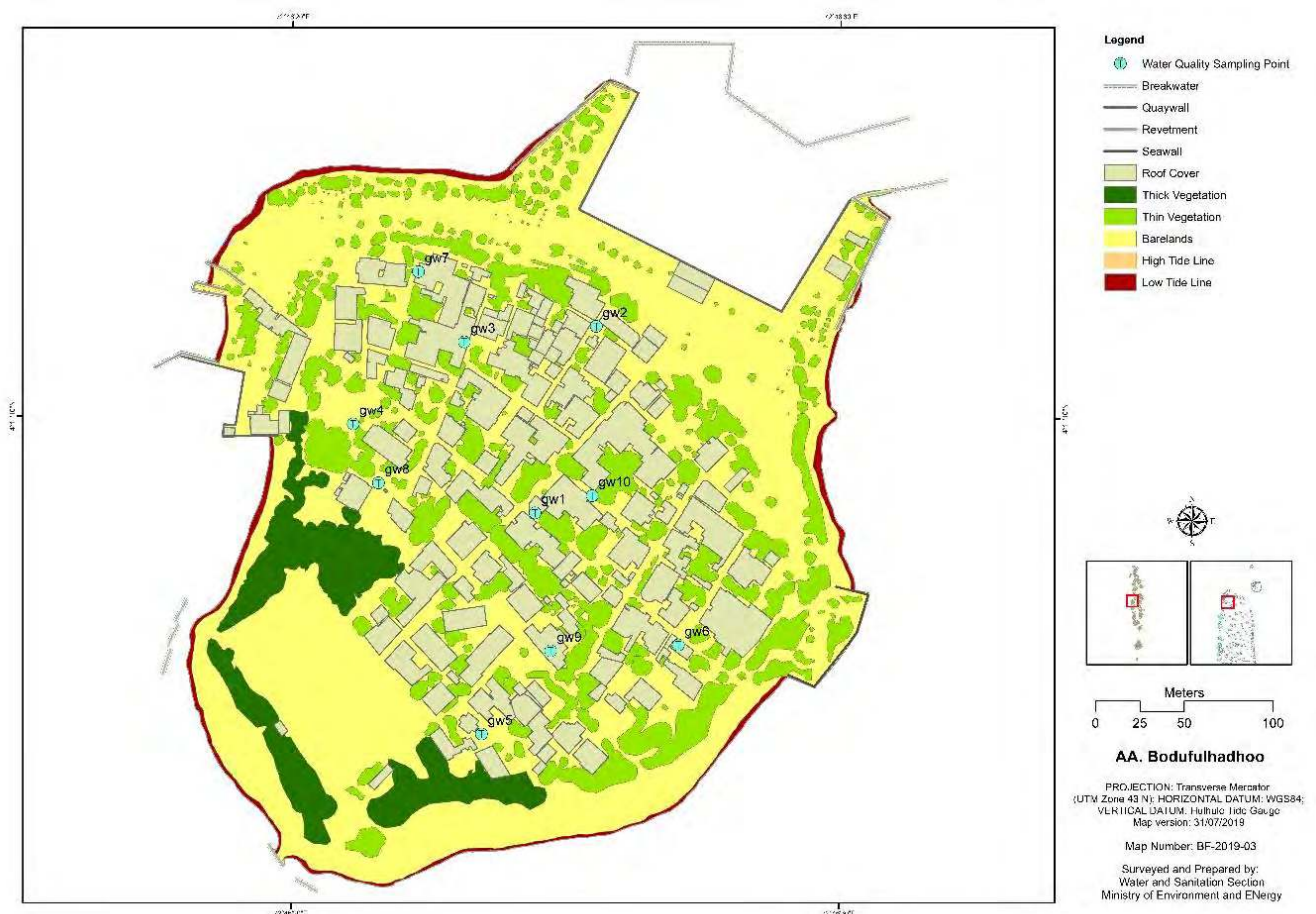 Legend
Water Quality Sampling Point
Breakwater
Quaywall
Revetment
Seawall
Roof Cover
Thick Vegetation
Thin Vegetation
Barelands
High Tide Line
Low Tide Line
gw7
gw2
gw3
gw4
gw8
gw10
gw1
gw9
gw6
gw5
N
W E
S
Meters
0 25 50 100
AA. Bodufulhadhoo
PROJECTION: Transverse Mercator
(UTM Zone 43 N); HORIZONTAL DATUM: WGS84;
VERTICAL DATUM: Hulhule Tide Gauge
Map version: 31/07/2019
Map Number: BF-2019-03
Surveyed and Prepared by:
Water and Sanitation Section
Ministry of Environment and ENergy